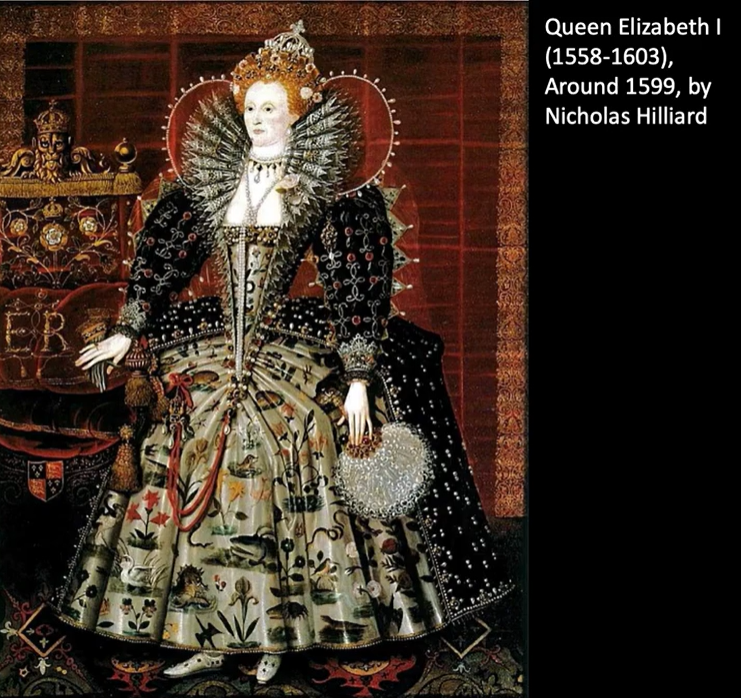 Queen Elizabeth I
(1558-1603),
Around 1599, by
Nicholas Hilliard
ER